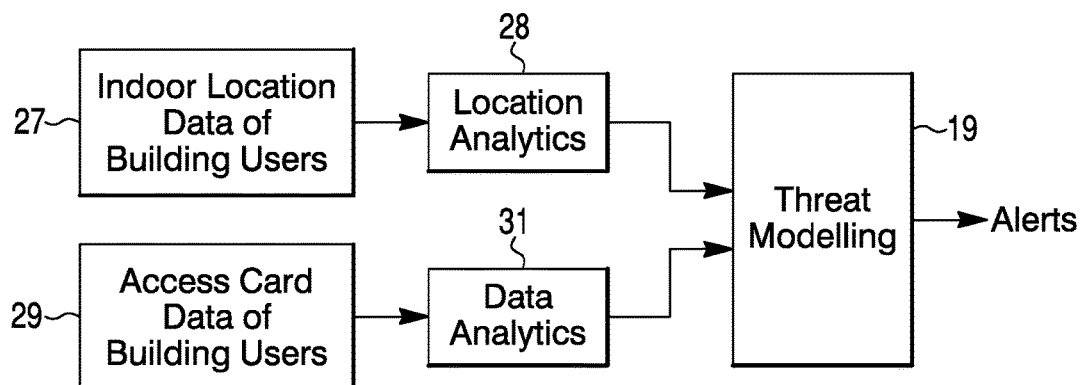 28
27
Indoor Location
Data of
Building Users
Location
Analytics
19
Threat
Modelling
Alerts
31
29
Access Card
Data of
Building Users
Data
Analytics